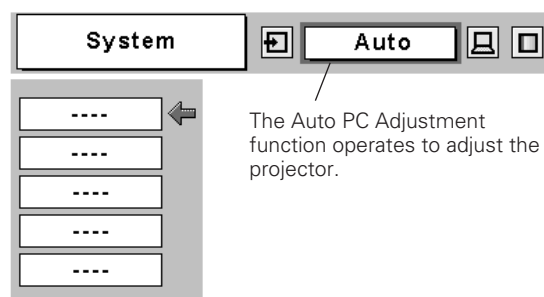 System
Auto
----
----
----
----
----
The Auto PC Adjustment
function operates to adjust the
projector.